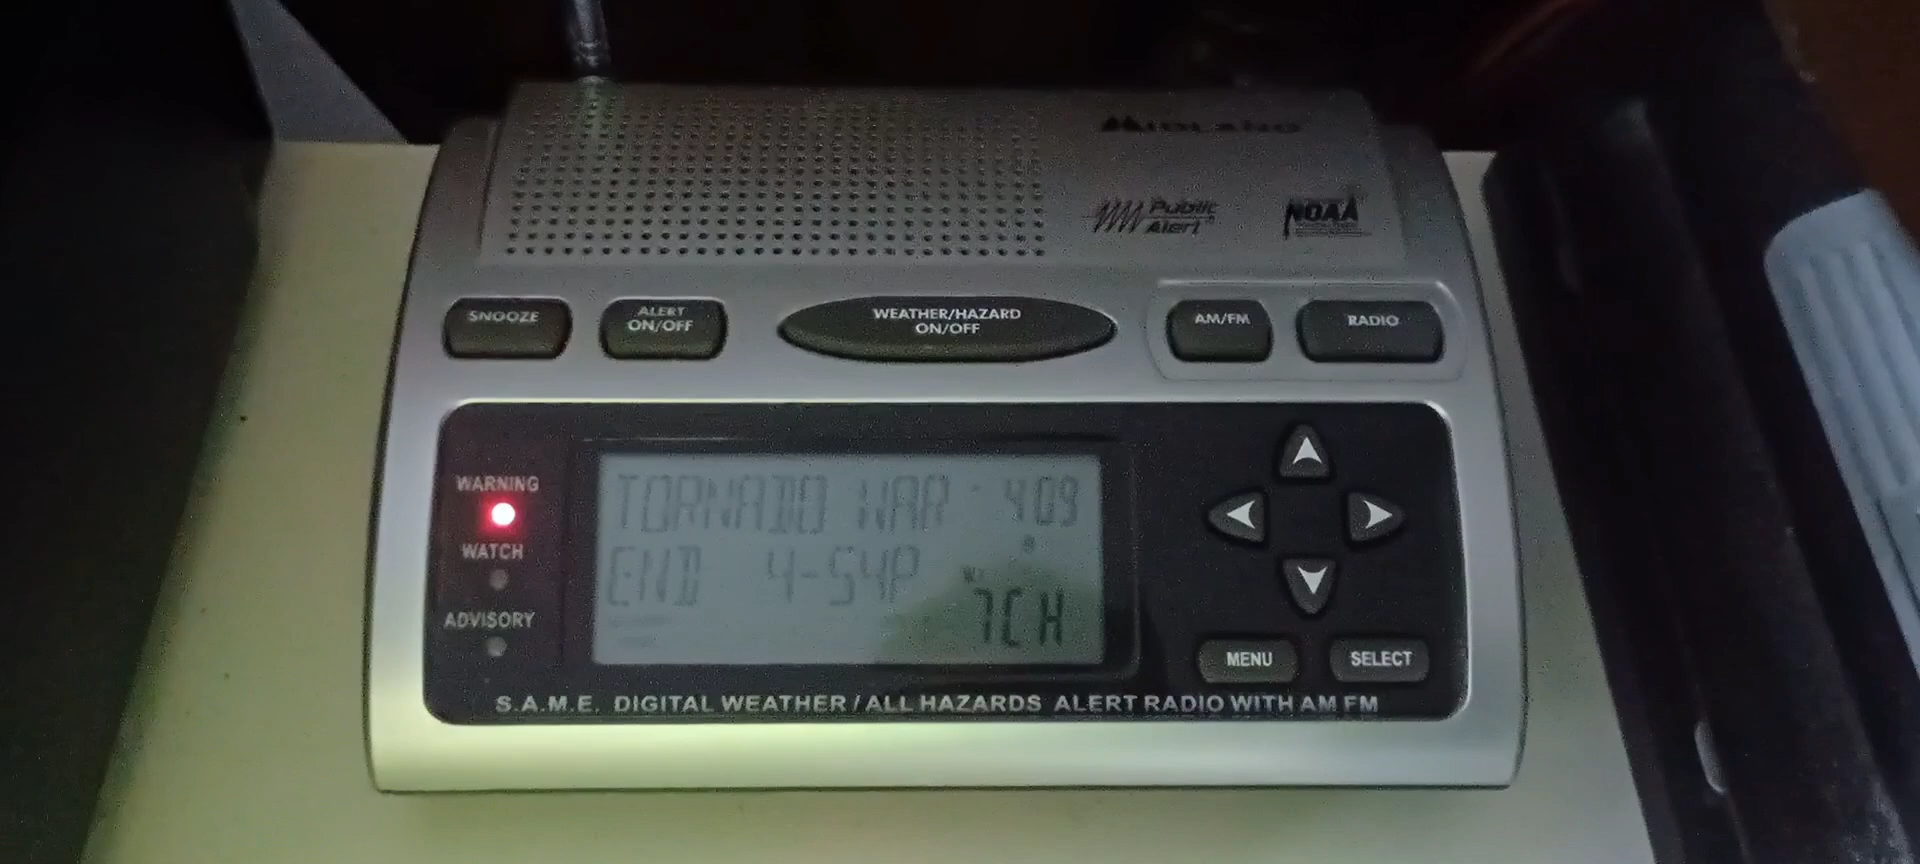 MIDLAND
Public
Alert
NOAA
SNOOZE
ALERT
ON/OFF
WEATHER/HAZARD
ON/OFF
AM/FM
RADIO
WARNING
WATCH
ADVISORY
TORNADO WAR 4:09
END 4-54P
7CH
MENU
SELECT
S.A.M.E. DIGITAL WEATHER / ALL HAZARDS ALERT RADIO WITH AM FM